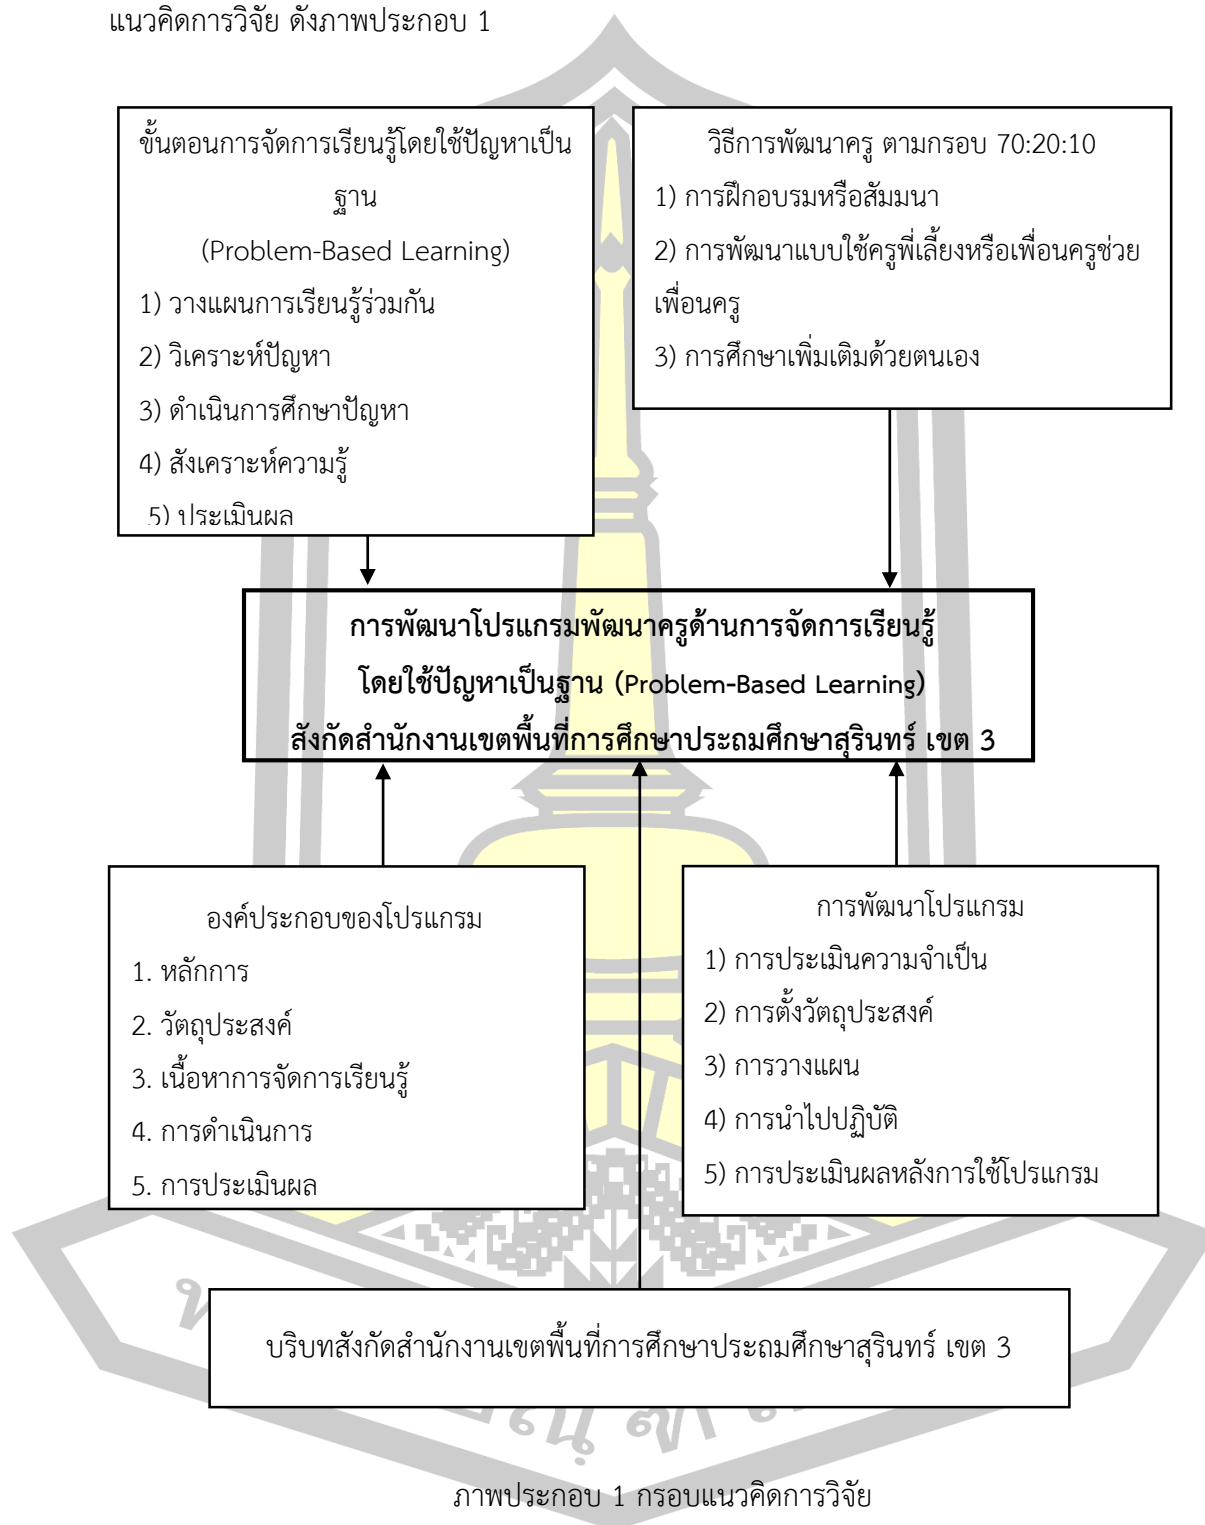 แนวคิดการวิจัย ดังภาพประกอบ 1
ขั้นตอนการจัดการเรียนรู้โดยใช้ปัญหาเป็น
ฐาน
(Problem-Based Learning)
1) วางแผนการเรียนรู้ร่วมกัน
2) วิเคราะห์ปัญหา
3) ดำเนินการศึกษาปัญหา
4) สังเคราะห์ความรู้
5) ประเมินผล
วิธีการพัฒนาครู ตามกรอบ 70:20:10
1) การฝึกอบรมหรือสัมมนา
2) การพัฒนาแบบใช้ครูพี่เลี้ยงหรือเพื่อนครูช่วย
เพื่อนครู
3) การศึกษาเพิ่มเติมด้วยตนเอง
การพัฒนาโปรแกรมพัฒนาครูด้านการจัดการเรียนรู้
โดยใช้ปัญหาเป็นฐาน (Problem-Based Learning)
สังกัดสำนักงานเขตพื้นที่การศึกษาประถมศึกษาสุรินทร์ เขต 3
องค์ประกอบของโปรแกรม
1. หลักการ
2. วัตถุประสงค์
3. เนื้อหาการจัดการเรียนรู้
4. การดำเนินการ
5. การประเมินผล
การพัฒนาโปรแกรม
1) การประเมินความจำเป็น
2) การตั้งวัตถุประสงค์
3) การวางแผน
4) การนำไปปฏิบัติ
5) การประเมินผลหลังการใช้โปรแกรม
บริบทสังกัดสำนักงานเขตพื้นที่การศึกษาประถมศึกษาสุรินทร์ เขต 3
ภาพประกอบ 1 กรอบแนวคิดการวิจัย